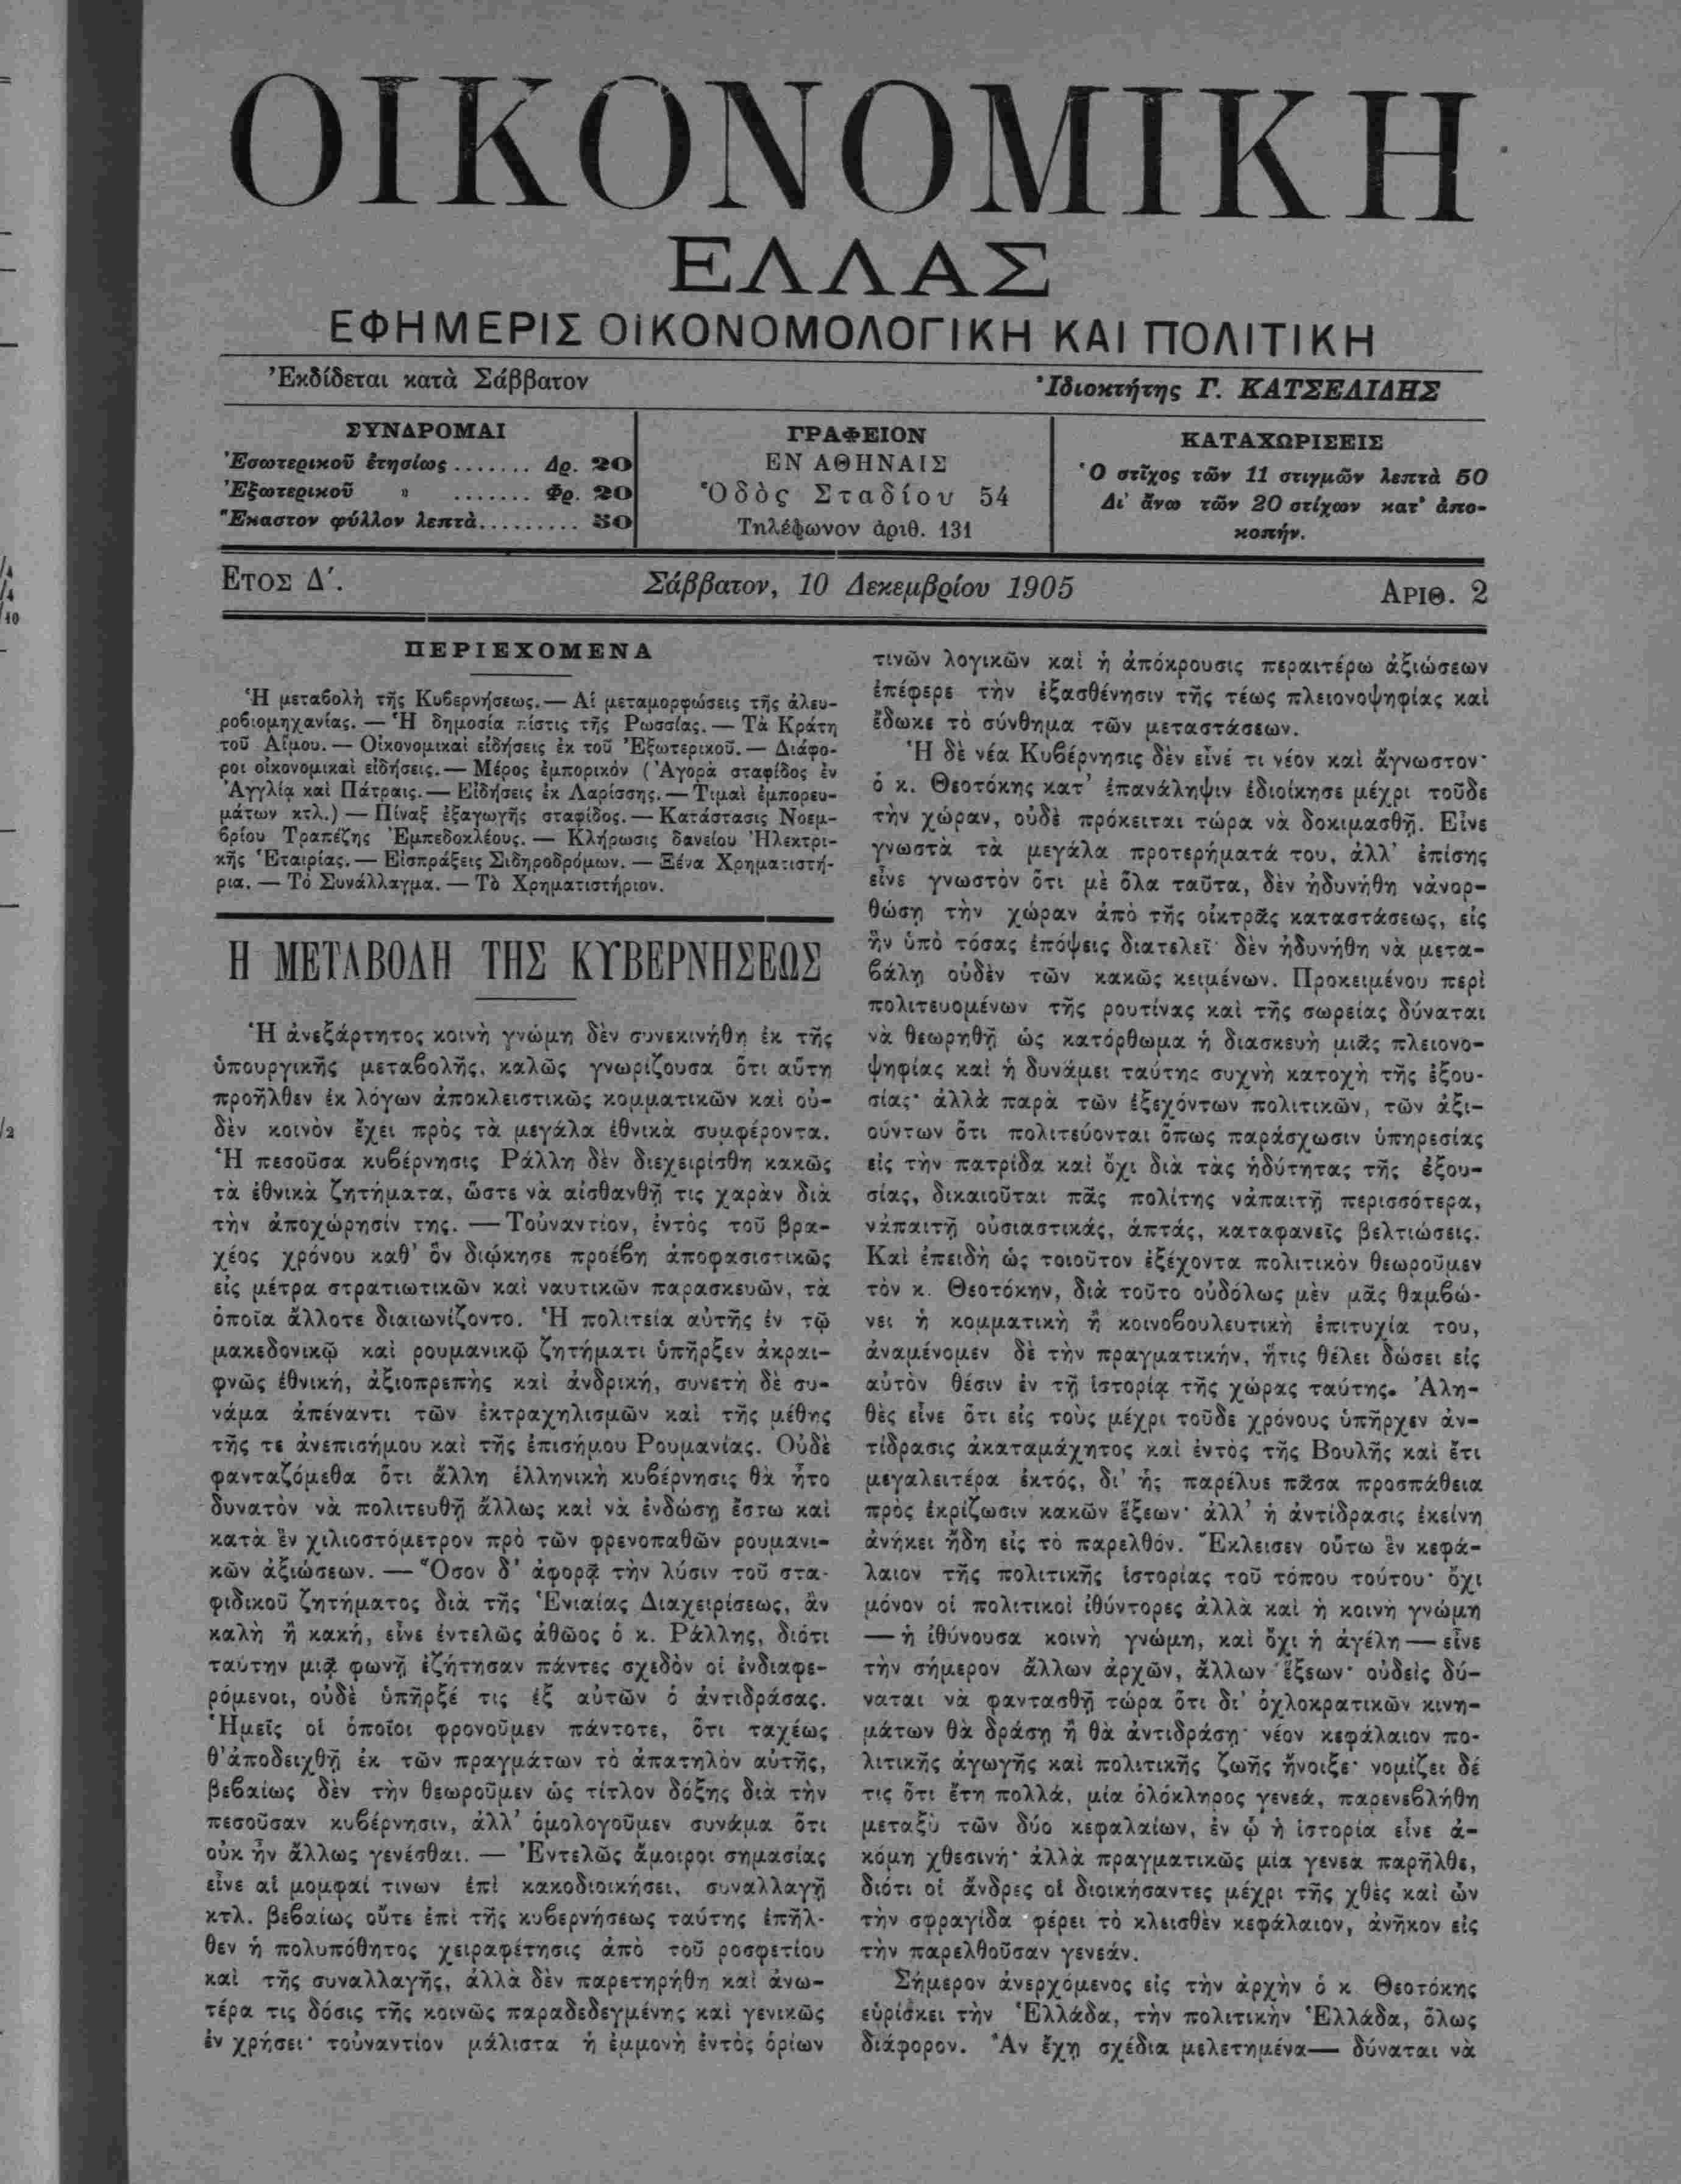 ΟΙΚΟΝΟΜΙΚΗ
ΕΛΛΑΣ
ΕΦΗΜΕΡΙΣ ΟΙΚΟΝΟΜΟΛΟΓΙΚΗ ΚΑΙ ΠΟΛΙΤΙΚΗ
Ἐκδίδεται κατὰ Σάββατον
Ἰδιοκτήτης Γ. ΚΑΤΣΕΛΙΔΗΣ
ΣΥΝΔΡΟΜΑΙ
Ἐσωτερικοῦ ἐτησίως ....... Δρ. 20
Ἐξωτερικοῦ » ....... Φρ. 20
Ἕκαστον φύλλον λεπτὰ......... 50
ΓΡΑΦΕΙΟΝ
ΕΝ ΑΘΗΝΑΙΣ
Ὁδὸς Σταδίου 54
Τηλέφωνον ἀριθ. 131
ΚΑΤΑΧΩΡΙΣΕΙΣ
Ὁ στῖχος τῶν 11 στιγμῶν λεπτὰ 50
Δι' ἄνω τῶν 20 στίχων κατ' ἀπο-
κοπήν.
ΕΤΟΣ Δ΄.
Σάββατον, 10 Δεκεμβρίου 1905
ΑΡΙΘ. 2
ΠΕΡΙΕΧΟΜΕΝΑ
Ἡ μεταβολὴ τῆς Κυβερνήσεως.— Αἱ μεταμορφώσεις τῆς ἀλευ-
ροβιομηχανίας. — Ἡ δημοσία πίστις τῆς Ρωσσίας. — Τὰ Κράτη
τοῦ Αἵμου. — Οἰκονομικαὶ εἰδήσεις ἐκ τοῦ Ἐξωτερικοῦ. — Διάφο-
ροι οἰκονομικαὶ εἰδήσεις.— Μέρος ἐμπορικόν (Ἀγορὰ σταφίδος ἐν
Ἀγγλίᾳ καὶ Πάτραις.— Εἰδήσεις ἐκ Λαρίσσης.— Τιμαὶ ἐμπορευ-
μάτων κτλ.) — Πίναξ ἐξαγωγῆς σταφίδος.— Κατάστασις Νοεμ-
βρίου Τραπέζης Ἐμπεδοκλέους. — Κλήρωσις δανείου Ἠλεκτρι-
κῆς Ἑταιρίας.— Εἰσπράξεις Σιδηροδρόμων. — Ξένα Χρηματιστή-
ρια. — Τὸ Συνάλλαγμα. — Τὸ Χρηματιστήριον.
Η ΜΕΤΑΒΟΛΗ ΤΗΣ ΚΥΒΕΡΝΗΣΕΩΣ
Ἡ ἀνεξάρτητος κοινὴ γνώμη δὲν συνεκινήθη ἐκ τῆς
ὑπουργικῆς μεταβολῆς, καλῶς γνωρίζουσα ὅτι αὕτη
προῆλθεν ἐκ λόγων ἀποκλειστικῶς κομματικῶν καὶ οὐ-
δὲν κοινὸν ἔχει πρὸς τὰ μεγάλα ἐθνικὰ συμφέροντα.
Ἡ πεσοῦσα κυβέρνησις Ράλλη δὲν διεχειρίσθη κακῶς
τὰ ἐθνικὰ ζητήματα, ὥστε νὰ αἰσθανθῇ τις χαρὰν διὰ
τὴν ἀποχώρησίν της. — Τοὐναντίον, ἐντὸς τοῦ βρα-
χέος χρόνου καθ' ὃν διῴκησε προέβη ἀποφασιστικῶς
εἰς μέτρα στρατιωτικῶν καὶ ναυτικῶν παρασκευῶν, τὰ
ὁποῖα ἄλλοτε διαιωνίζοντο. Ἡ πολιτεία αὐτῆς ἐν τῷ
μακεδονικῷ καὶ ρουμανικῷ ζητήματι ὑπῆρξεν ἀκραι-
φνῶς ἐθνική, ἀξιοπρεπὴς καὶ ἀνδρική, συνετὴ δὲ συ-
νάμα ἀπέναντι τῶν ἐκτραχηλισμῶν καὶ τῆς μέθης
τῆς τε ἀνεπισήμου καὶ τῆς ἐπισήμου Ρουμανίας. Οὐδὲ
φανταζόμεθα ὅτι ἄλλη ἑλληνικὴ κυβέρνησις θὰ ἦτο
δυνατὸν νὰ πολιτευθῇ ἄλλως καὶ νὰ ἐνδώσῃ ἔστω καὶ
κατὰ ἓν χιλιοστόμετρον πρὸ τῶν φρενοπαθῶν ρουμανι-
κῶν ἀξιώσεων. — Ὅσον δ' ἀφορᾷ τὴν λύσιν τοῦ στα-
φιδικοῦ ζητήματος διὰ τῆς Ἑνιαίας Διαχειρίσεως, ἂν
καλὴ ἢ κακή, εἶνε ἐντελῶς ἀθῶος ὁ κ. Ράλλης, διότι
ταύτην μιᾷ φωνῇ ἐζήτησαν πάντες σχεδὸν οἱ ἐνδιαφε-
ρόμενοι, οὐδὲ ὑπῆρξέ τις ἐξ αὐτῶν ὁ ἀντιδράσας.
Ἡμεῖς οἱ ὁποῖοι φρονοῦμεν πάντοτε, ὅτι ταχέως
θ'ἀποδειχθῇ ἐκ τῶν πραγμάτων τὸ ἀπατηλὸν αὐτῆς,
βεβαίως δὲν τὴν θεωροῦμεν ὡς τίτλον δόξης διὰ τὴν
πεσοῦσαν κυβέρνησιν, ἀλλ' ὁμολογοῦμεν συνάμα ὅτι
οὐκ ἦν ἄλλως γενέσθαι. — Ἐντελῶς ἄμοιροι σημασίας
εἶνε αἱ μομφαί τινων ἐπὶ κακοδιοικήσει, συναλλαγῇ
κτλ. βεβαίως οὔτε ἐπὶ τῆς κυβερνήσεως ταύτης ἐπῆλ-
θεν ἡ πολυπόθητος χειραφέτησις ἀπὸ τοῦ ροσφετίου
καὶ τῆς συναλλαγῆς, ἀλλὰ δὲν παρετηρήθη καὶ ἀνω-
τέρα τις δόσις τῆς κοινῶς παραδεδεγμένης καὶ γενικῶς
ἐν χρήσει· τοὐναντίον μάλιστα ἡ ἐμμονὴ ἐντὸς ὁρίων
τινῶν λογικῶν καὶ ἡ ἀπόκρουσις περαιτέρω ἀξιώσεων
ἐπέφερε τὴν ἐξασθένησιν τῆς τέως πλειονοψηφίας καὶ
ἔδωκε τὸ σύνθημα τῶν μεταστάσεων.
Ἡ δὲ νέα Κυβέρνησις δὲν εἶνέ τι νέον καὶ ἄγνωστον·
ὁ κ. Θεοτόκης κατ' ἐπανάληψιν ἐδιοίκησε μέχρι τοῦδε
τὴν χώραν, οὐδὲ πρόκειται τώρα νὰ δοκιμασθῇ. Εἶνε
γνωστὰ τὰ μεγάλα προτερήματά του, ἀλλ' ἐπίσης
εἶνε γνωστὸν ὅτι μὲ ὅλα ταῦτα, δὲν ἠδυνήθη νἀνορ-
θώσῃ τὴν χώραν ἀπὸ τῆς οἰκτρᾶς καταστάσεως, εἰς
ἣν ὑπὸ τόσας ἐπόψεις διατελεῖ· δὲν ἠδυνήθη νὰ μετα-
βάλῃ οὐδὲν τῶν κακῶς κειμένων. Προκειμένου περὶ
πολιτευομένων τῆς ρουτίνας καὶ τῆς σωρείας δύναται
νὰ θεωρηθῇ ὡς κατόρθωμα ἡ διασκευὴ μιᾶς πλειονο-
ψηφίας καὶ ἡ δυνάμει ταύτης συχνὴ κατοχὴ τῆς ἐξου-
σίας· ἀλλὰ παρὰ τῶν ἐξεχόντων πολιτικῶν, τῶν ἀξι-
ούντων ὅτι πολιτεύονται ὅπως παράσχωσιν ὑπηρεσίας
εἰς τὴν πατρίδα καὶ ὄχι διὰ τὰς ἡδύτητας τῆς ἐξου-
σίας, δικαιοῦται πᾶς πολίτης νἀπαιτῇ περισσότερα,
νἀπαιτῇ οὐσιαστικάς, ἁπτάς, καταφανεῖς βελτιώσεις.
Καὶ ἐπειδὴ ὡς τοιοῦτον ἐξέχοντα πολιτικὸν θεωροῦμεν
τὸν κ. Θεοτόκην, διὰ τοῦτο οὐδόλως μὲν μᾶς θαμβώ-
νει ἡ κομματικὴ ἢ κοινοβουλευτικὴ ἐπιτυχία του,
ἀναμένομεν δὲ τὴν πραγματικήν, ἥτις θέλει δώσει εἰς
αὐτὸν θέσιν ἐν τῇ ἱστορίᾳ τῆς χώρας ταύτης. Ἀλη-
θὲς εἶνε ὅτι εἰς τοὺς μέχρι τοῦδε χρόνους ὑπῆρχεν ἀν-
τίδρασις ἀκαταμάχητος καὶ ἐντὸς τῆς Βουλῆς καὶ ἔτι
μεγαλειτέρα ἐκτός, δι' ἧς παρέλυε πᾶσα προσπάθεια
πρὸς ἐκρίζωσιν κακῶν ἕξεων· ἀλλ' ἡ ἀντίδρασις ἐκείνη
ἀνήκει ἤδη εἰς τὸ παρελθόν. Ἔκλεισεν οὕτω ἓν κεφά-
λαιον τῆς πολιτικῆς ἱστορίας τοῦ τόπου τούτου· ὄχι
μόνον οἱ πολιτικοὶ ἰθύντορες ἀλλὰ καὶ ἡ κοινὴ γνώμη
— ἡ ἰθύνουσα κοινὴ γνώμη, καὶ ὄχι ἡ ἀγέλη — εἶνε
τὴν σήμερον ἄλλων ἀρχῶν, ἄλλων ἕξεων· οὐδεὶς δύ-
ναται νὰ φαντασθῇ τώρα ὅτι δι' ὀχλοκρατικῶν κινη-
μάτων θὰ δράσῃ ἢ θὰ ἀντιδράσῃ· νέον κεφάλαιον πο-
λιτικῆς ἀγωγῆς καὶ πολιτικῆς ζωῆς ἤνοιξε· νομίζει δέ
τις ὅτι ἔτη πολλά, μία ὁλόκληρος γενεά, παρενεβλήθη
μεταξὺ τῶν δύο κεφαλαίων, ἐν ᾧ ἡ ἱστορία εἶνε ἀ-
κόμη χθεσινή· ἀλλὰ πραγματικῶς μία γενεὰ παρῆλθε,
διότι οἱ ἄνδρες οἱ διοικήσαντες μέχρι τῆς χθὲς καὶ ὧν
τὴν σφραγίδα φέρει τὸ κλεισθὲν κεφάλαιον, ἀνῆκον εἰς
τὴν παρελθοῦσαν γενεάν.
Σήμερον ἀνερχόμενος εἰς τὴν ἀρχὴν ὁ κ. Θεοτόκης
εὑρίσκει τὴν Ἑλλάδα, τὴν πολιτικὴν Ἑλλάδα, ὅλως
διάφορον. Ἂν ἔχῃ σχέδια μελετημένα— δύναται νὰ